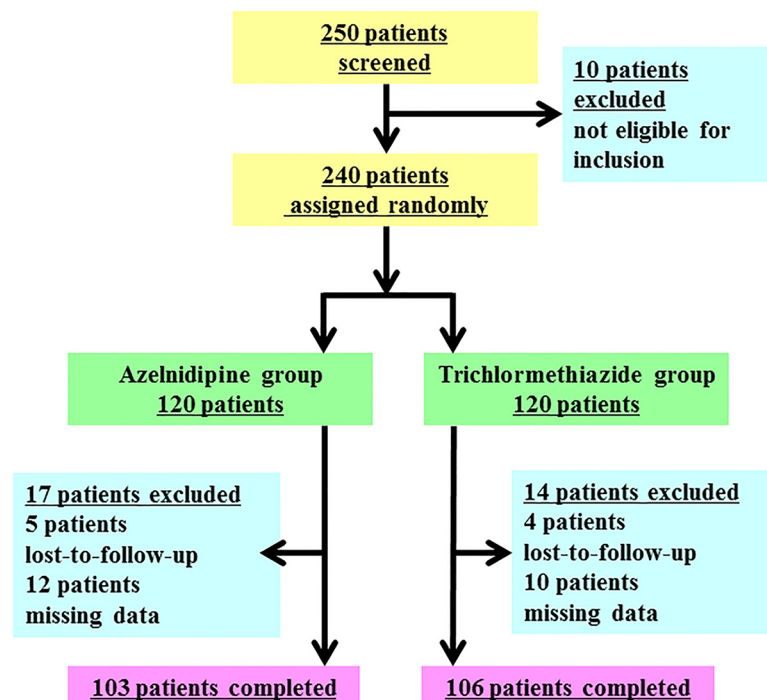 250 patients
screened
10 patients
excluded
not eligible for
inclusion
240 patients
assigned randomly
Azelnidipine group
120 patients
Trichlormethiazide group
120 patients
17 patients excluded
5 patients
lost-to-follow-up
12 patients
missing data
14 patients excluded
4 patients
lost-to-follow-up
10 patients
missing data
103 patients completed
106 patients completed